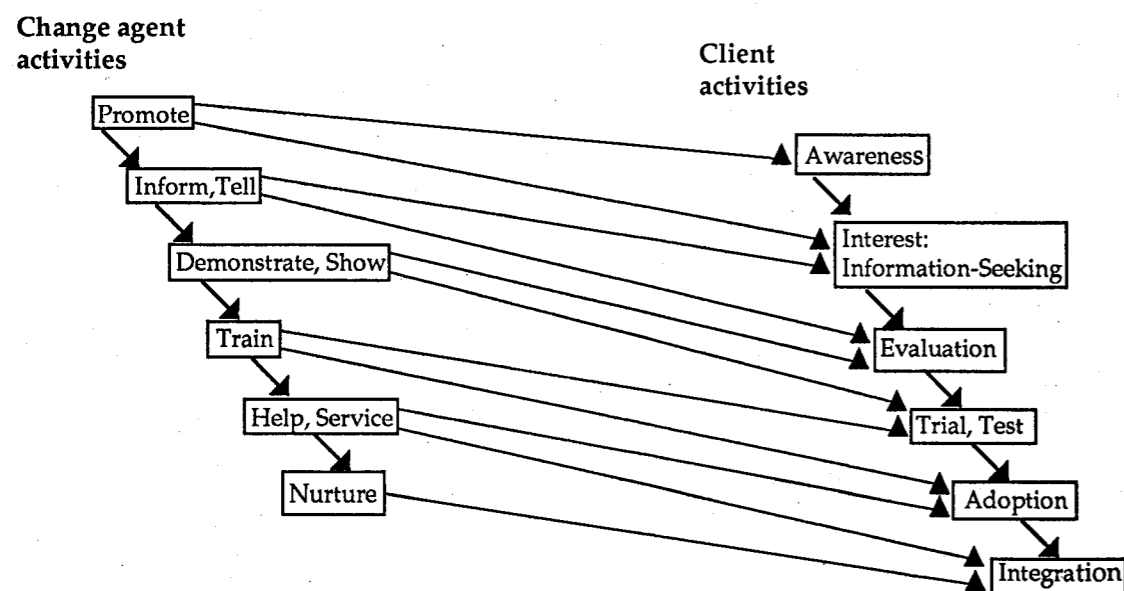 Change agent
activities
Client
activities
Promote
Inform,Tell
Demonstrate, Show
Train
Help, Service
Nurture
Awareness
Interest:
Information-Seeking
Evaluation
Trial, Test
Adoption
Integration